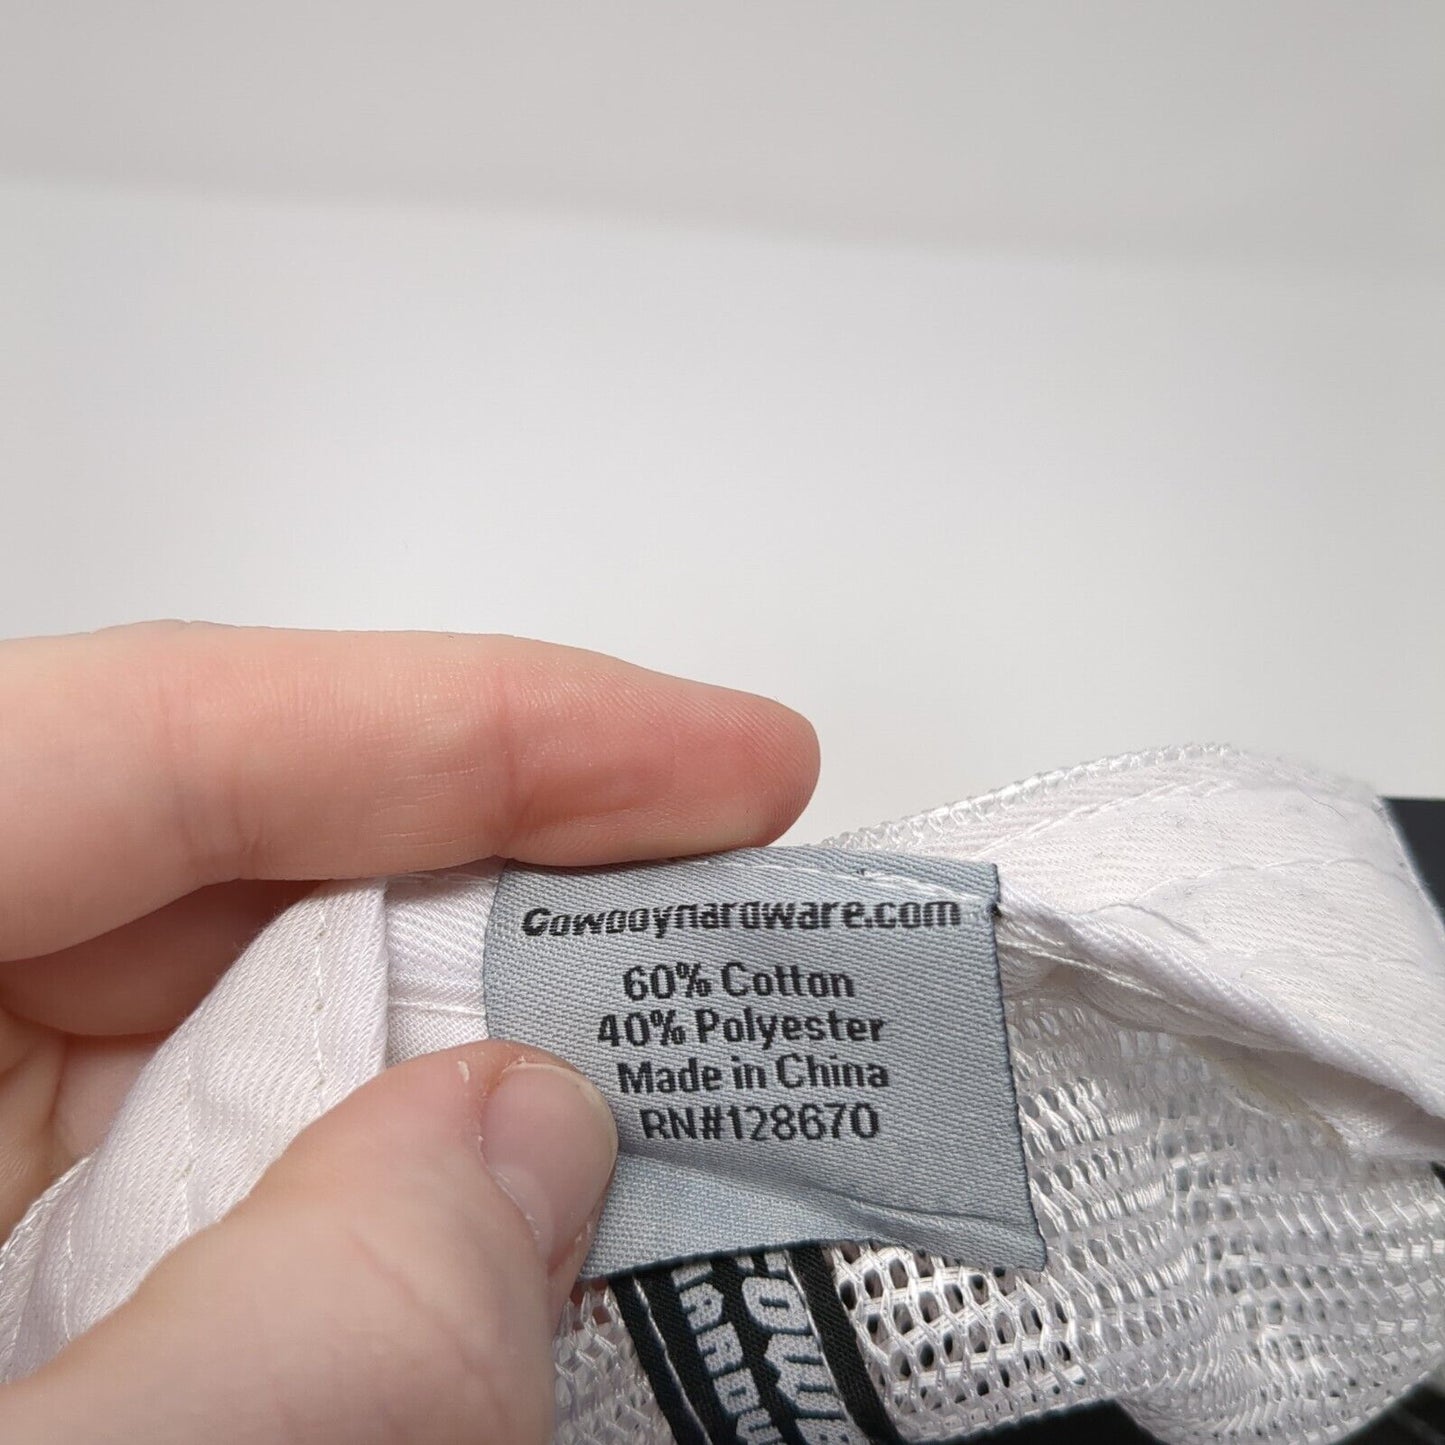 Cowboyhardware.com
60% Cotton
40% Polyester
Made in China
RN#128670